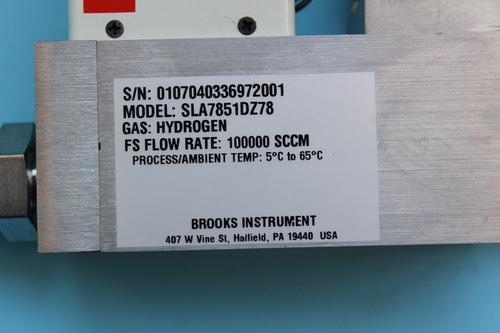 S/N: 0107040336972001
MODEL: SLA7851DZ78
GAS: HYDROGEN
FS FLOW RATE: 100000 SCCM
PROCESS/AMBIENT TEMP: 5°C to 65°C
BROOKS INSTRUMENT
407 W Vine St, Halfield, PA 19440 USA